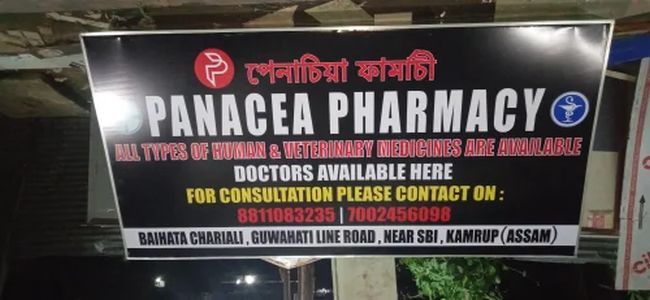 পেনাচিয়া ফার্মাচী
PANACEA PHARMACY
ALL TYPES OF HUMAN & VETERINARY MEDICINES ARE AVAILABLE
DOCTORS AVAILABLE HERE
FOR CONSULTATION PLEASE CONTACT ON :
8811083235 | 7002456098
BAIHATA CHARIALI , GUWAHATI LINE ROAD , NEAR SBI , KAMRUP (ASSAM)